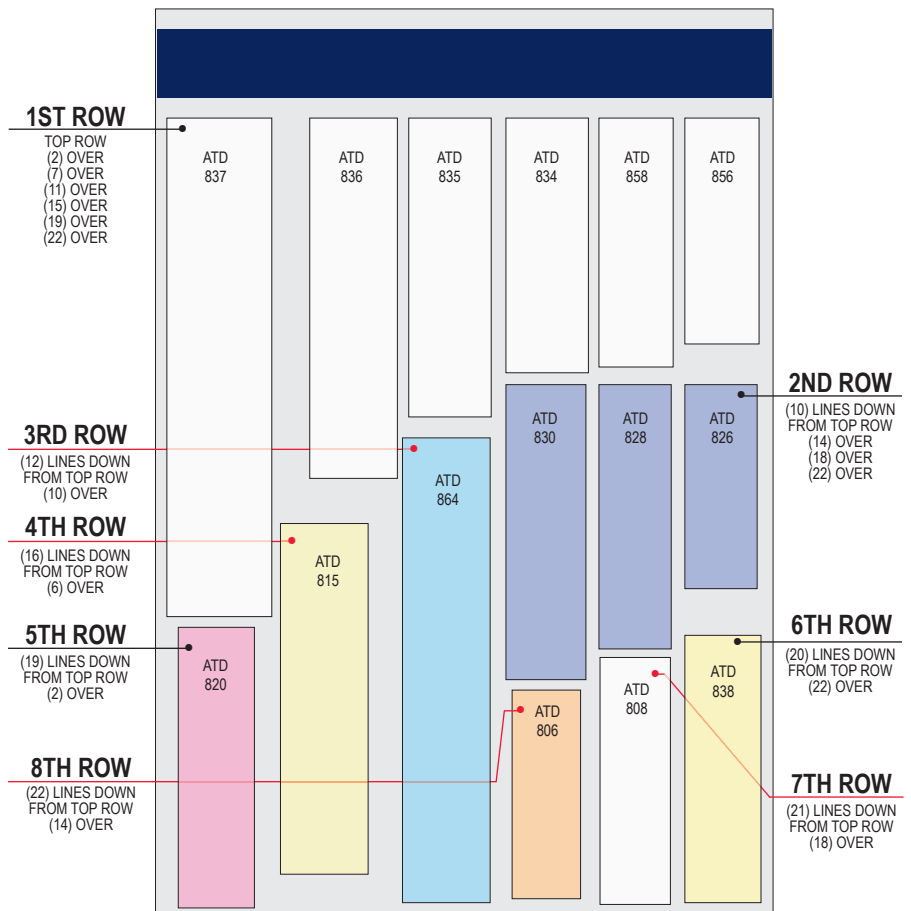 1ST ROW
TOP ROW
(2) OVER
(7) OVER
(11) OVER
(15) OVER
(19) OVER
(22) OVER
ATD
837
ATD
836
ATD
835
ATD
834
ATD
858
ATD
856
2ND ROW
(10) LINES DOWN
FROM TOP ROW
(14) OVER
(18) OVER
(22) OVER
ATD
830
ATD
828
ATD
826
3RD ROW
(12) LINES DOWN
FROM TOP ROW
(10) OVER
ATD
864
4TH ROW
(16) LINES DOWN
FROM TOP ROW
(6) OVER
ATD
815
5TH ROW
(19) LINES DOWN
FROM TOP ROW
(2) OVER
ATD
820
6TH ROW
(20) LINES DOWN
FROM TOP ROW
(22) OVER
ATD
838
ATD
808
ATD
806
8TH ROW
(22) LINES DOWN
FROM TOP ROW
(14) OVER
7TH ROW
(21) LINES DOWN
FROM TOP ROW
(18) OVER